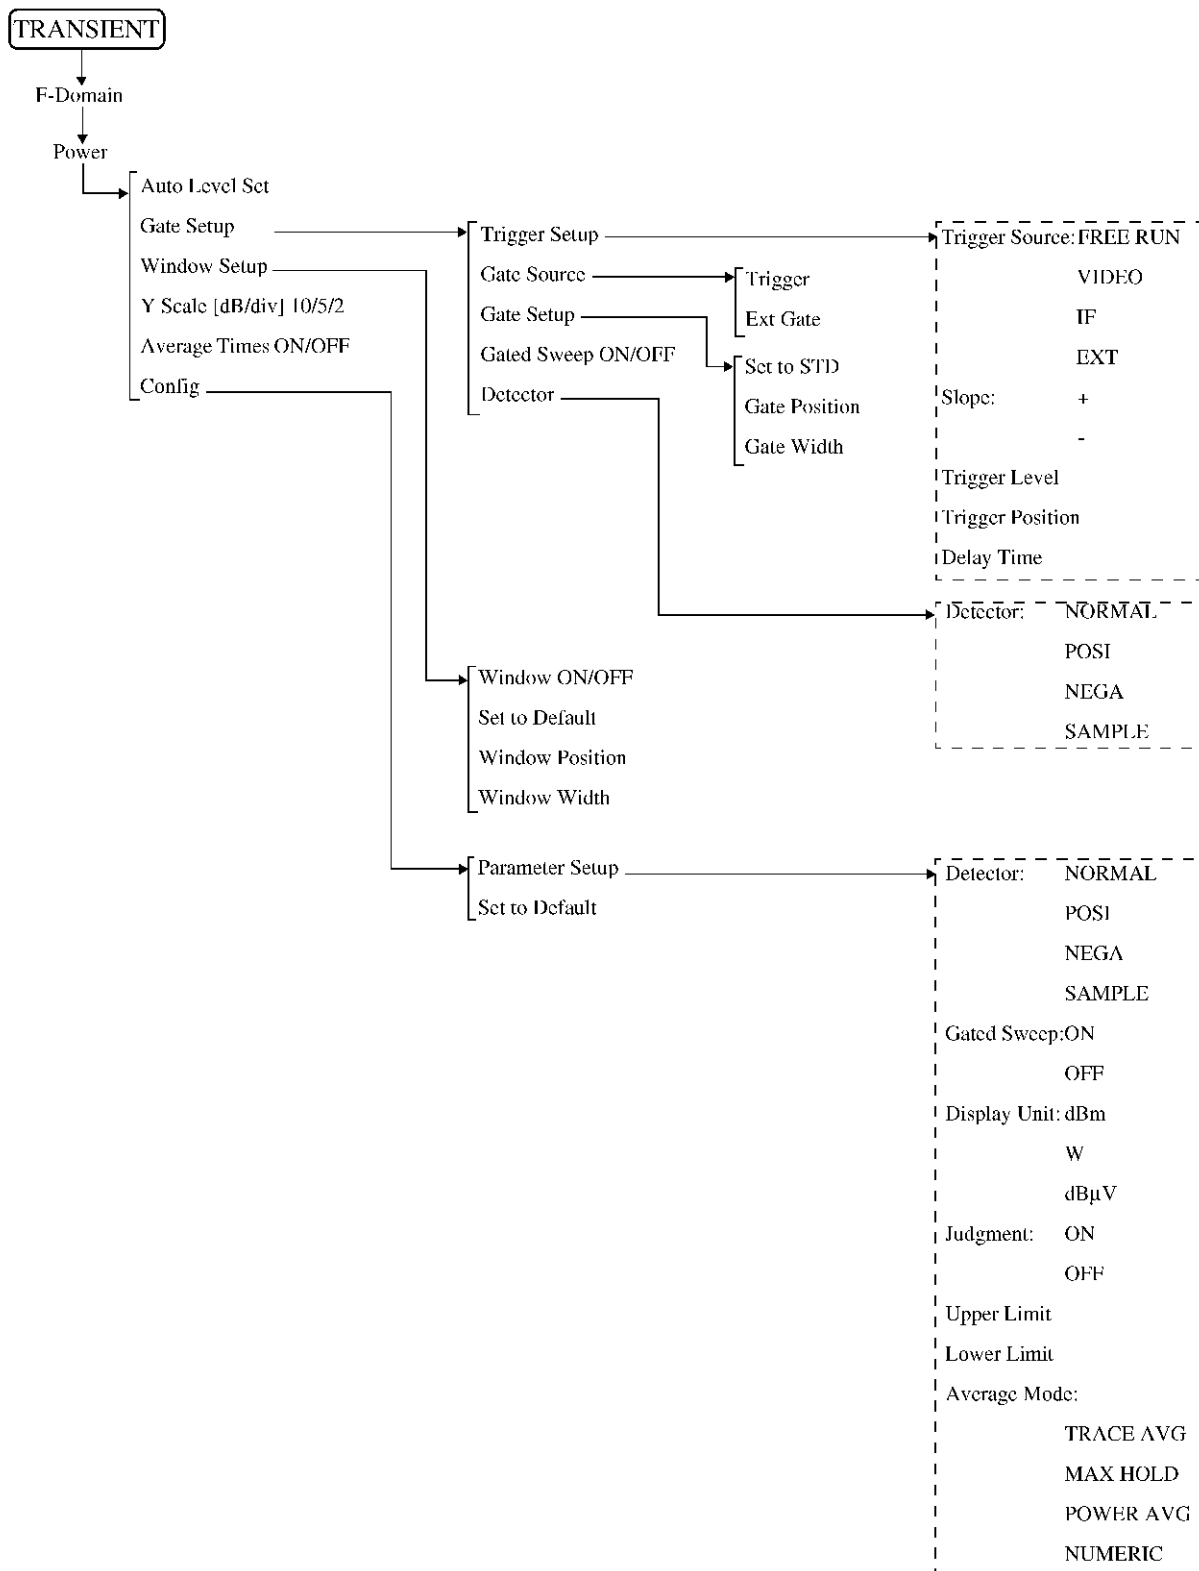 TRANSIENT
F-Domain
Power
Auto Level Set
Gate Setup
Window Setup
Y Scale [dB/div] 10/5/2
Average Times ON/OFF
Config
Trigger Setup
Gate Source
Gate Setup
Gated Sweep ON/OFF
Detector
Trigger
Ext Gate
Set to STD
Gate Position
Gate Width
Trigger Source: FREE RUN
VIDEO
IF
EXT
Slope: +
-
Trigger Level
Trigger Position
Delay Time
Detector: NORMAL
POSI
NEGA
SAMPLE
Window ON/OFF
Set to Default
Window Position
Window Width
Parameter Setup
Set to Default
Detector: NORMAL
POSI
NEGA
SAMPLE
Gated Sweep: ON
OFF
Display Unit: dBm
W
dBµV
Judgment: ON
OFF
Upper Limit
Lower Limit
Average Mode:
TRACE AVG
MAX HOLD
POWER AVG
NUMERIC